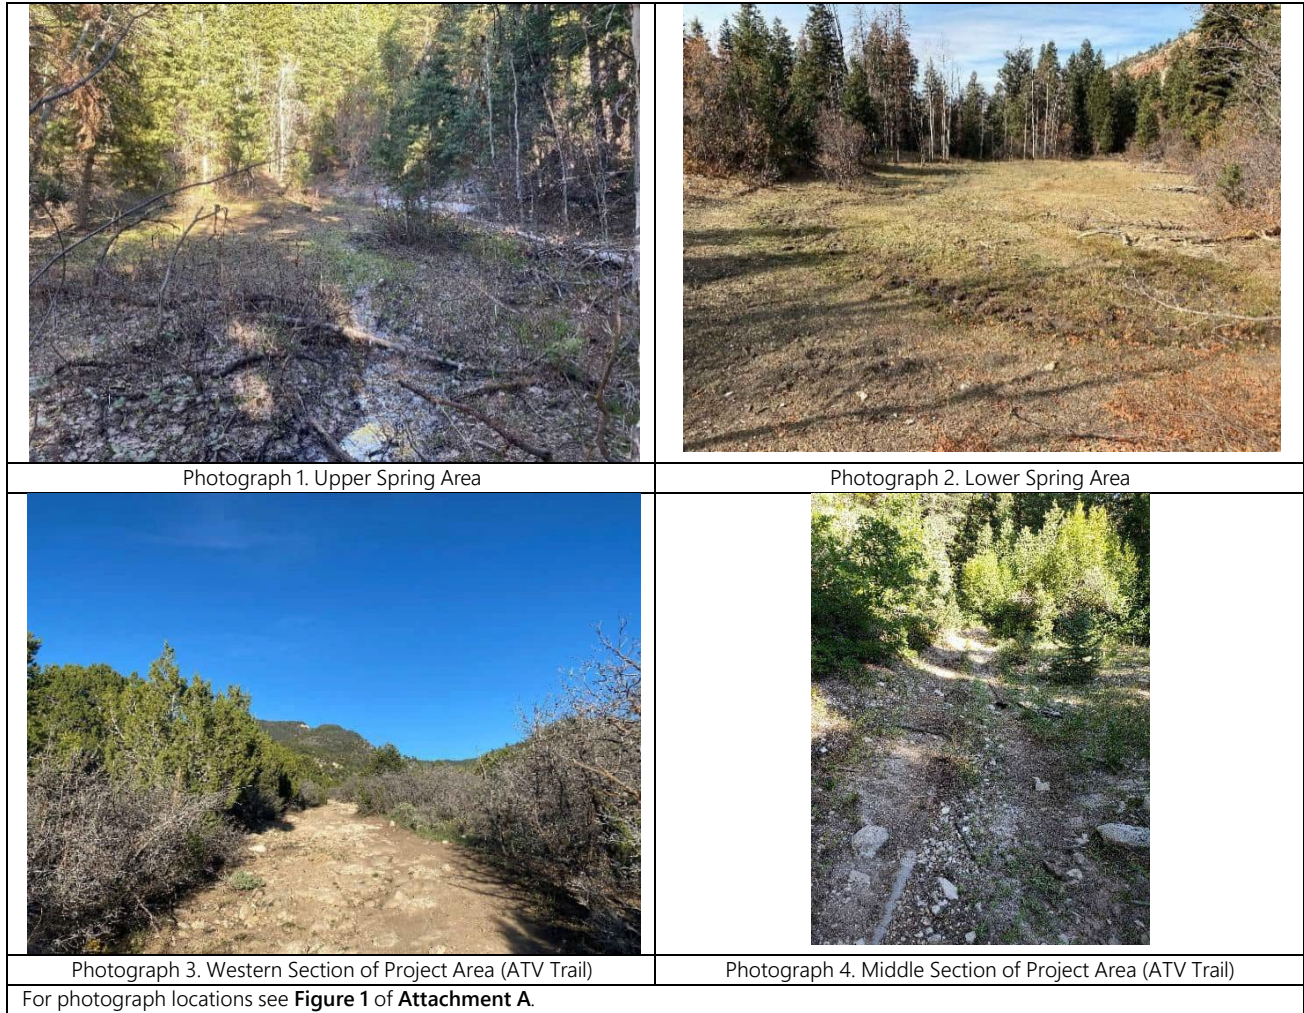 Photograph 1. Upper Spring Area
Photograph 2. Lower Spring Area
Photograph 3. Western Section of Project Area (ATV Trail)
Photograph 4. Middle Section of Project Area (ATV Trail)
For photograph locations see Figure 1 of Attachment A.